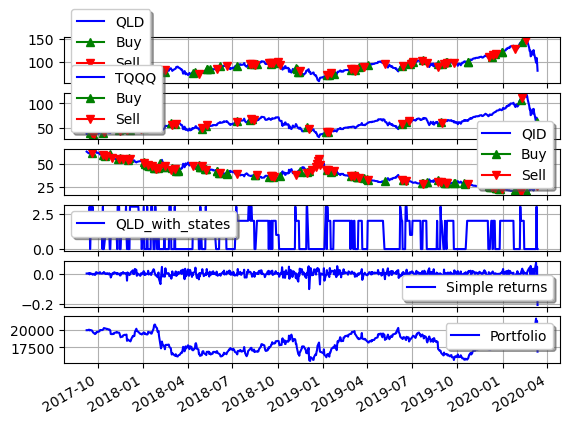 QLD
Buy
Sell
150
100
TQQQ
Buy
Sell
100
50
QID
Buy
Sell
50
25
QLD_with_states
2.5
0.0
Simple returns
0.0
−0.2
Portfolio
20000
17500
2017-10
2018-01
2018-04
2018-07
2018-10
2019-01
2019-04
2019-07
2019-10
2020-01
2020-04